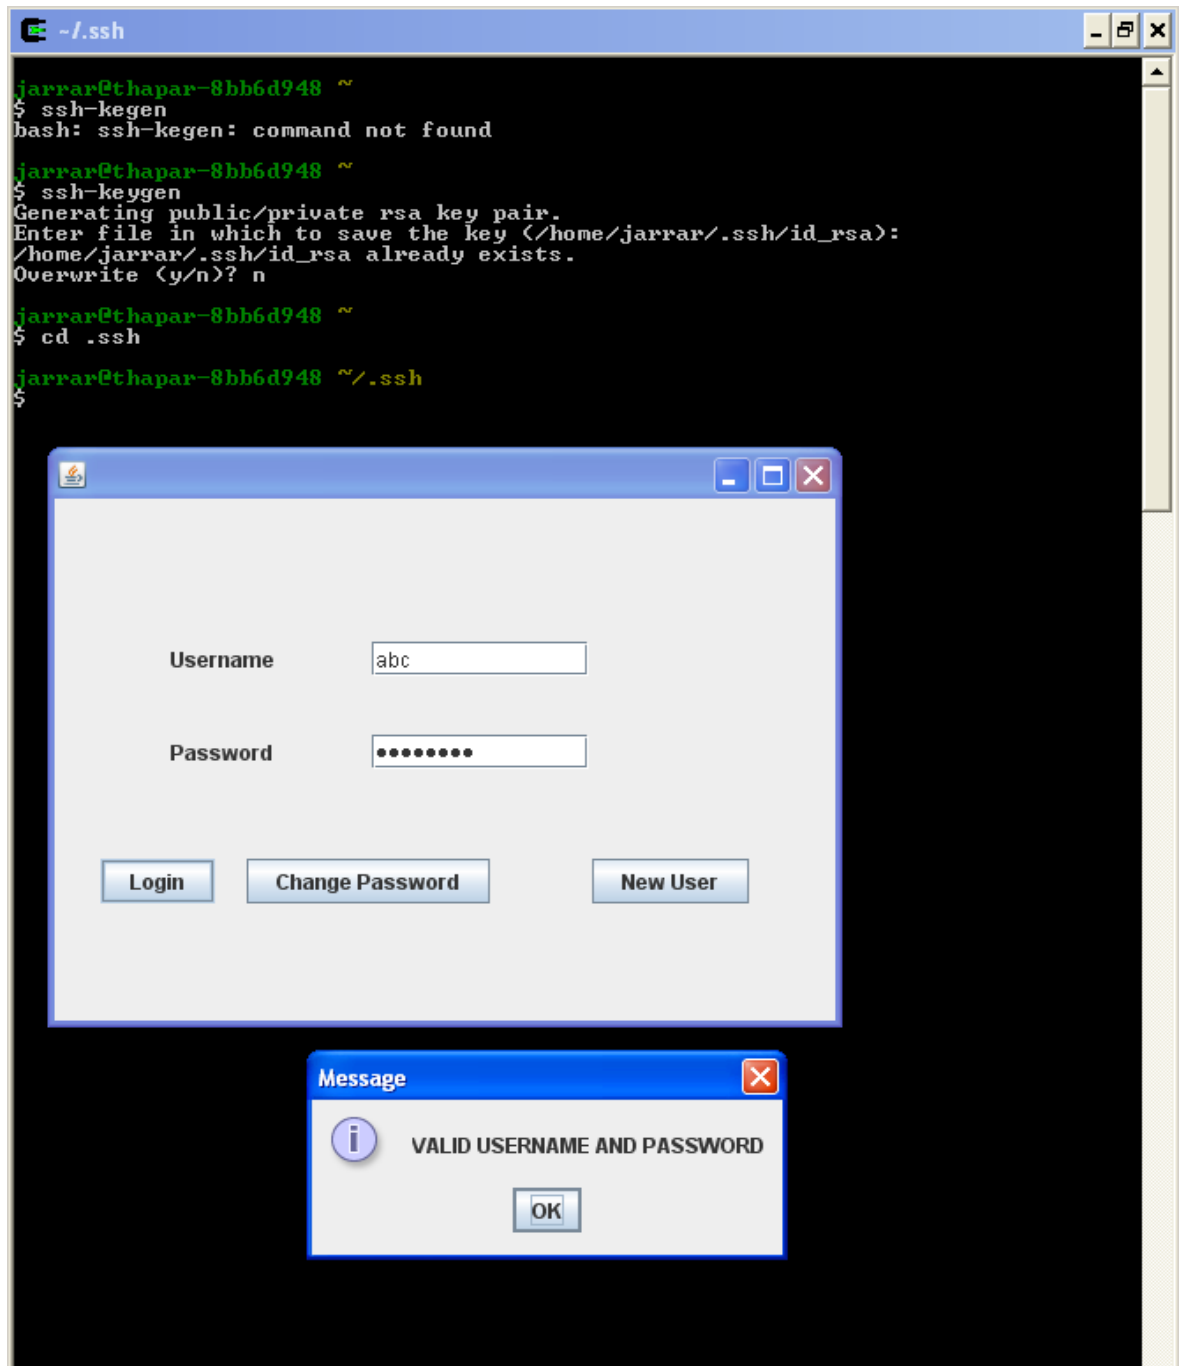 ~/.ssh
jarrar@thapar-8bb6d948 ~
$ ssh-kegen
bash: ssh-kegen: command not found
jarrar@thapar-8bb6d948 ~
$ ssh-keygen
Generating public/private rsa key pair.
Enter file in which to save the key (/home/jarrar/.ssh/id_rsa):
/home/jarrar/.ssh/id_rsa already exists.
Overwrite (y/n)? n
jarrar@thapar-8bb6d948 ~
$ cd .ssh
jarrar@thapar-8bb6d948 ~/.ssh
$
Username abc
Password ••••••••
Login Change Password New User
Message
VALID USERNAME AND PASSWORD
OK